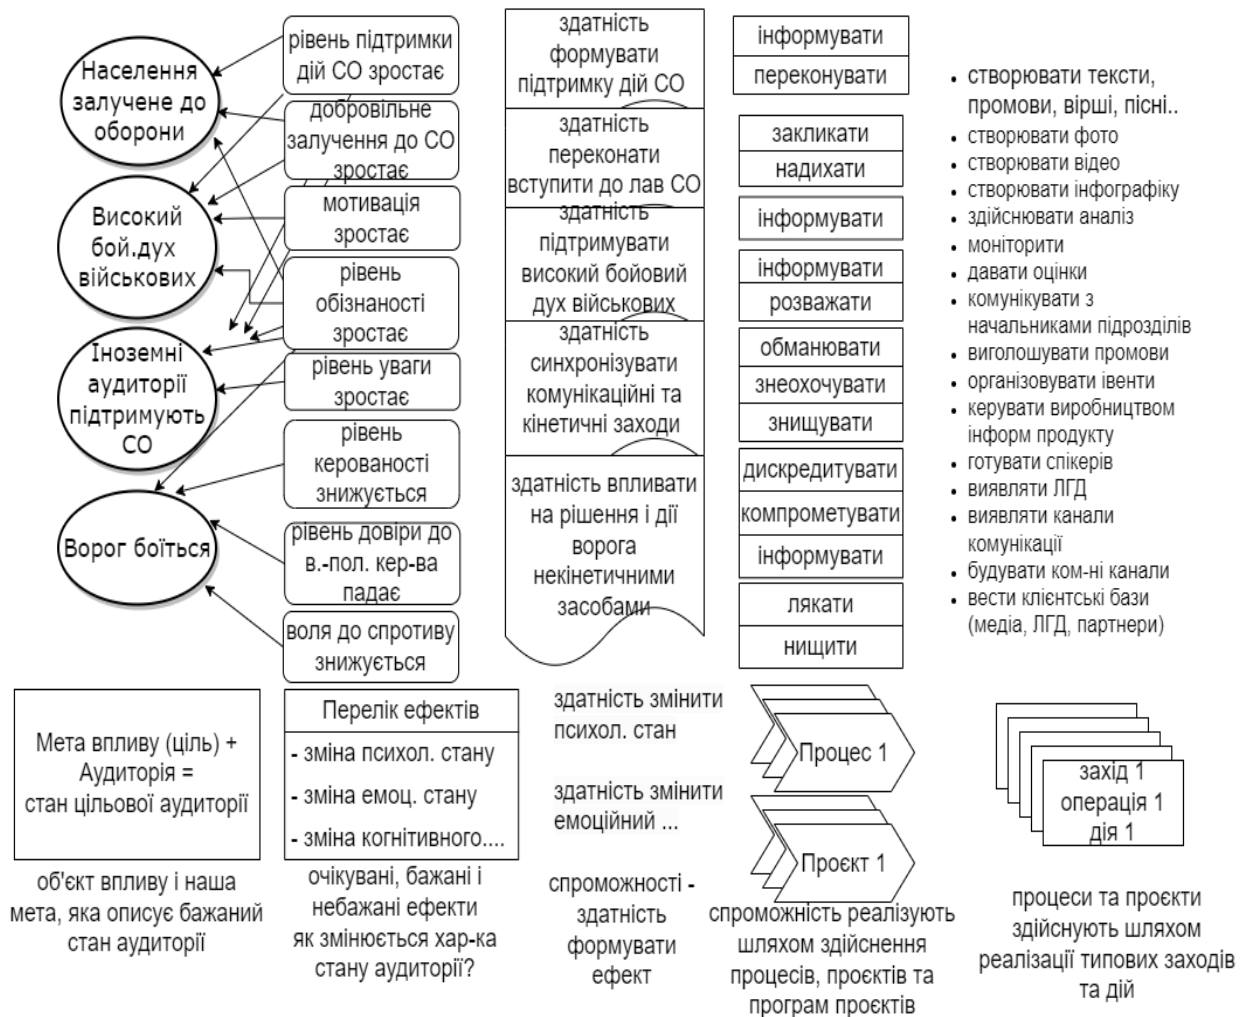 Населення
залучене до
оборони
Високий
бой.дух
військових
Іноземні
аудиторії
підтримують
СО
Ворог боїться
рівень підтримки
дій СО зростає
добровільне
залучення до СО
зростає
мотивація
зростає
рівень
обізнаності
зростає
рівень уваги
зростає
рівень
керованості
знижується
рівень довіри до
в.-пол. кер-ва
падає
воля до спротиву
знижується
здатність
формувати
підтримку дій СО
здатність
переконати
вступити до лав СО
здатність
підтримувати
високий бойовий
дух військових
здатність
синхронізувати
комунікаційні та
кінетичні заходи
здатність впливати
на рішення і дії
ворога
некінетичними
засобами
інформувати
переконувати
закликати
надихати
інформувати
інформувати
розважати
обманювати
знеохочувати
знищувати
дискредитувати
компрометувати
інформувати
лякати
нищити
• створювати тексти,
промови, вірші, пісні..
• створювати фото
• створювати відео
• створювати інфографіку
• здійснювати аналіз
• моніторити
• давати оцінки
• комунікувати з
начальниками підрозділів
• виголошувати промови
• організовувати івенти
• керувати виробництвом
інформ продукту
• готувати спікерів
• виявляти ЛГД
• виявляти канали
комунікації
• будувати ком-ні канали
• вести клієнтські бази
(медіа, ЛГД, партнери)
Мета впливу (ціль) +
Аудиторія =
стан цільової аудиторії
об'єкт впливу і наша
мета, яка описує бажаний
стан аудиторії
Перелік ефектів
- зміна психол. стану
- зміна емоц. стану
- зміна когнітивного....
очікувані, бажані і
небажані ефекти
як змінюється хар-ка
стану аудиторії?
здатність змінити
психол. стан
здатність змінити
емоційний ...
спроможності -
здатність
формувати
ефект
Процес 1
Проєкт 1
спроможність реалізують
шляхом здійснення
процесів, проєктів та
програм проєктів
захід 1
операція 1
дія 1
процеси та проєкти
здійснують шляхом
реалізації типових заходів
та дій